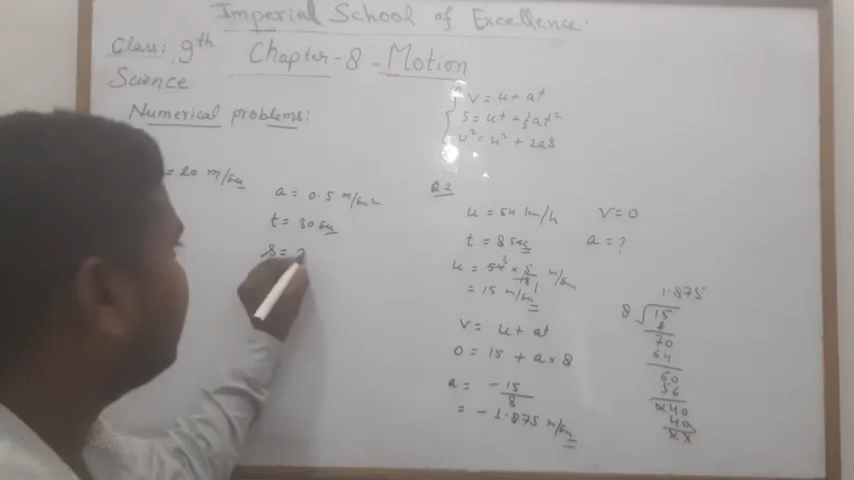 Imperial School of Excellence.
Class: 9th Chapter-8-Motion
Science
Numerical problems:
v = u + at
s = ut + ½at²
v² = u² + 2as
= 20 m/sec
a = 0.5 m/sec²
t = 30 sec
s = ?
Q2
u = 54 km/h v=0
t = 8 sec a = ?
u = 54 3 × 5/18 1 m/sec
= 15 m/sec
v = u + at
0 = 15 + a × 8
a = -15/8
= -1.875 m/sec
1.875
8 √15
8
70
64
60
56
×40
40
××